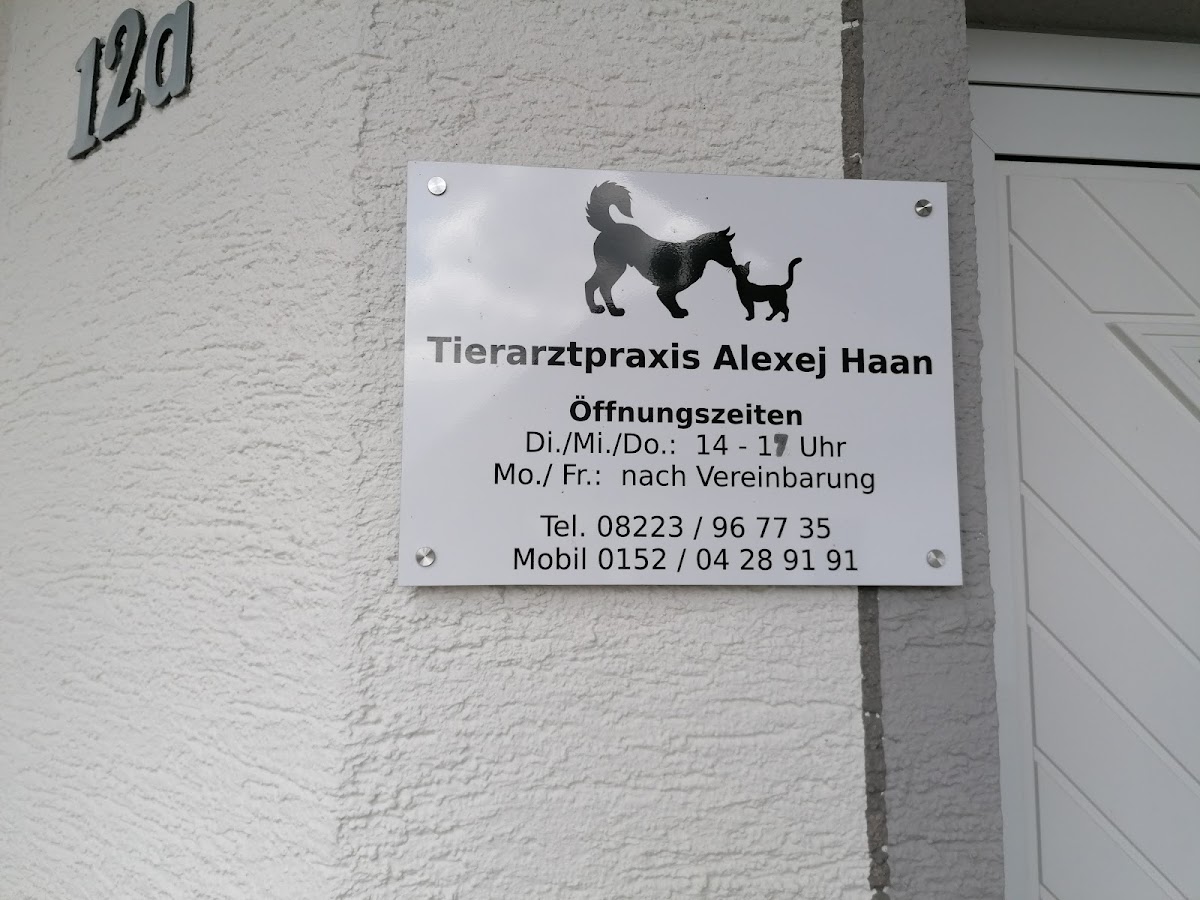 12a
Tierarztpraxis Alexej Haan
Öffnungszeiten
Di./Mi./Do.: 14 - 17 Uhr
Mo./ Fr.: nach Vereinbarung
Tel. 08223 / 96 77 35
Mobil 0152 / 04 28 91 91